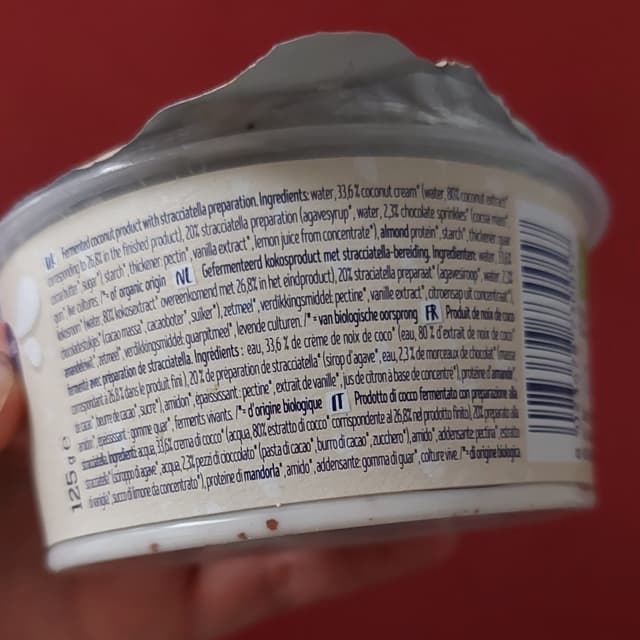 UK Fermented coconut product with stracciatella preparation. Ingredients: water, 33,6 % coconut cream* (water, 80% coconut extract*
corresponding to 26,8% in the finished product), 20% stracciatella preparation (agavesyrup*, water, 2,3% chocolate sprinkles* (cocoa mass*
cocoa butter*, sugar*), starch*, thickener: pectin*, vanilla extract*, lemon juice from concentrate*), almond protein*, starch*, thickener: guar
gum*, live cultures. /*= of organic origin NL Gefermenteerd kokosproduct met stracciatella-bereiding. Ingredienten: water, 33,6%
kokosroom* (water, 80% kokosextract* overeenkomend met 26,8% in het eindproduct), 20% straciatella preparaat* (agavesiroop*, water, 2,3%
chocoladestukjes* (cacao massa*, cacaoboter*, suiker*), zetmeel*, verdikkingsmiddel: pectine*, vanille extract*, citroensap uit concentraat*),
amandeleiwit*, zetmeel*, verdikkingsmiddel: guarpitmeel*, levende culturen. /*= van biologische oorsprong FR Produit de noix de coco
fermentés avec préparation de stracciatella. Ingrédients : eau, 33,6 % de crème de noix de coco* (eau, 80 % d'extrait de noix de coco*
correspondant à 26,8% dans le produit fini), 20 % de préparation de stracciatella* (sirop d'agave*, eau, 2,3 % de morceaux de chocolat* (masse
de cacao*, beurre de cacao*, sucre*), amidon*, épaississant: pectine*, extrait de vanille*, jus de citron à base de concentré*), protéine d'amande*
amidon*, épaississant: gomme guar*, ferments vivants. /*= d'origine biologique IT Prodotto di cocco fermentato con preparazione alla
stracciatella. Ingredienti: acqua, 33,6% crema di cocco* (acqua, 80% estratto di cocco* corrispondente al 26,8% nel prodotto finito), 20% preparato alla
stracciatella* (sciroppo di agave*, acqua, 2,3% pezzi di cioccolato* (pasta di cacao*, burro di cacao*, zucchero*), amido*, addensante: pectina*, estratto
di vaniglia*, succo di limone da concentrato*), proteine di mandorla*, amido*, addensante: gomma di guar*, colture vive. /*= di origine biologica
125 g e